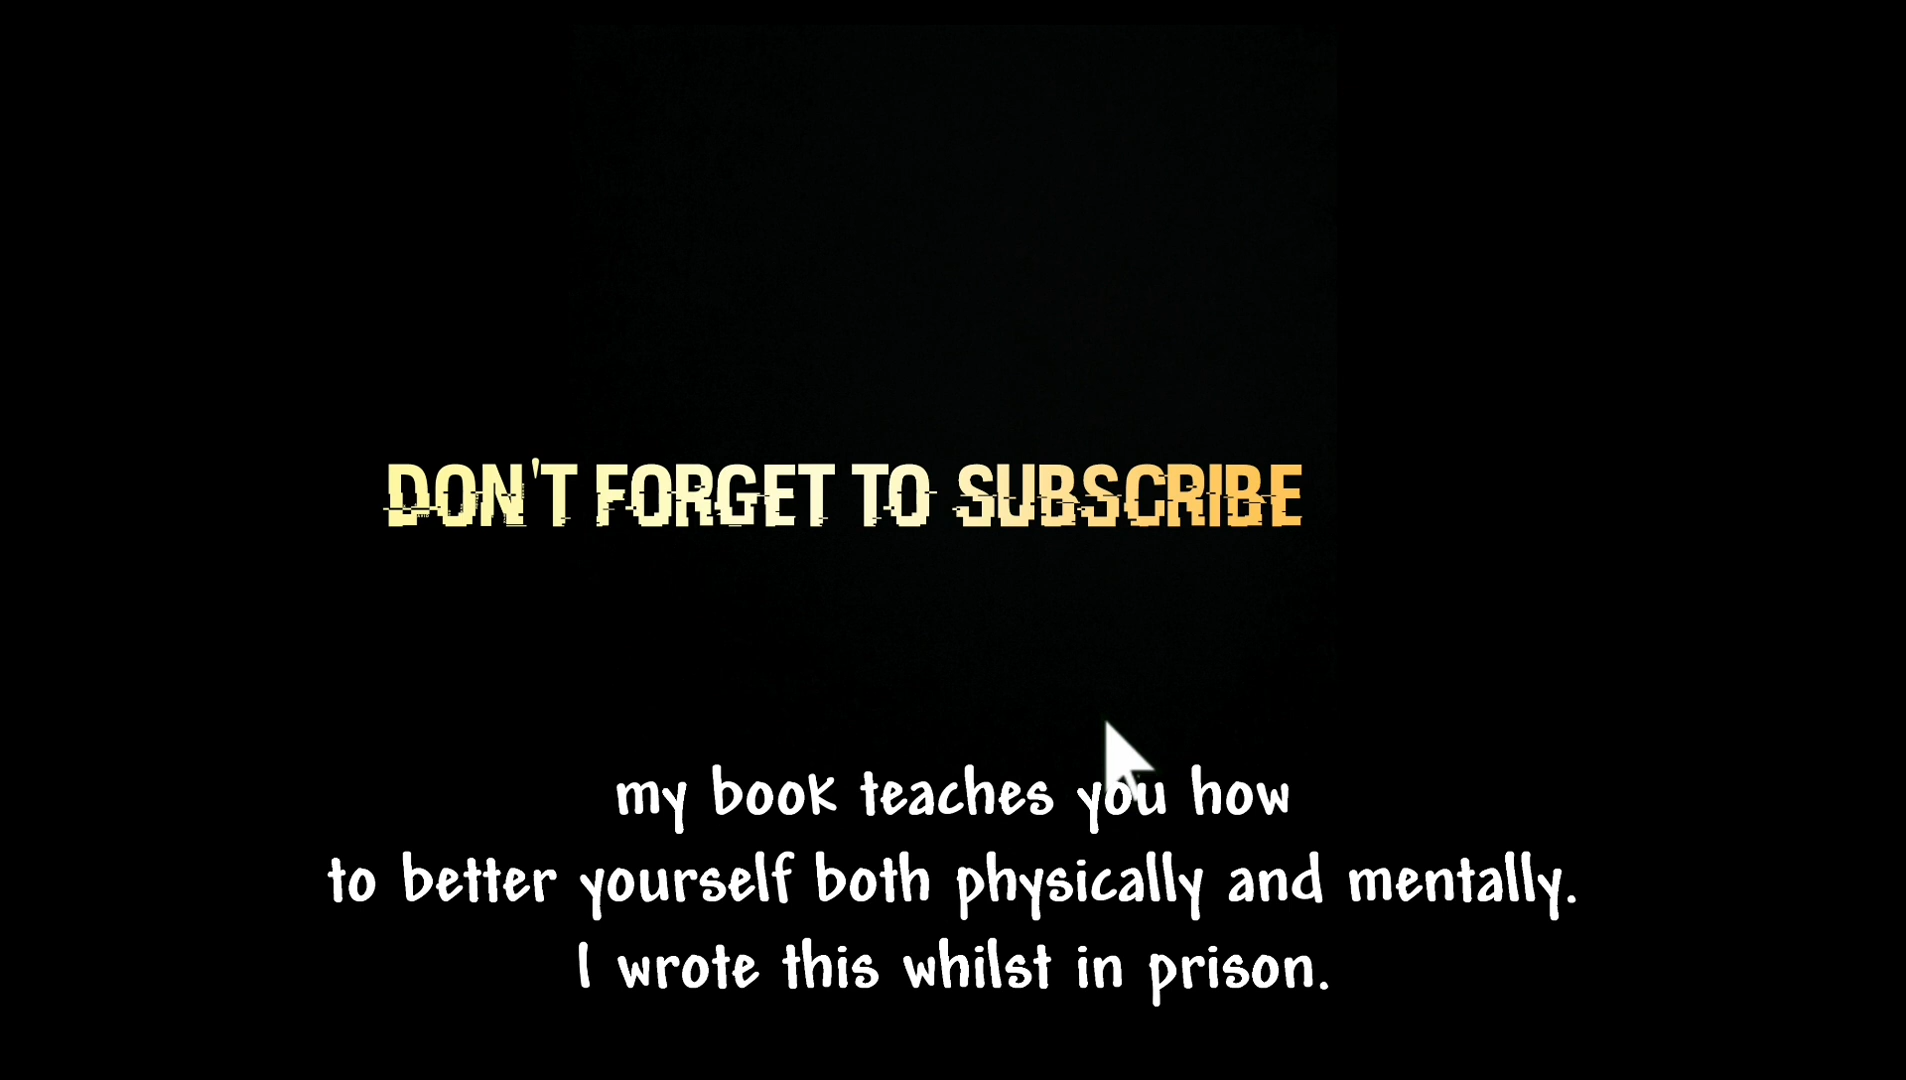 DON'T FORGET TO SUBSCRIBE
my book teaches you how
to better yourself both physically and mentally.
I wrote this whilst in prison.